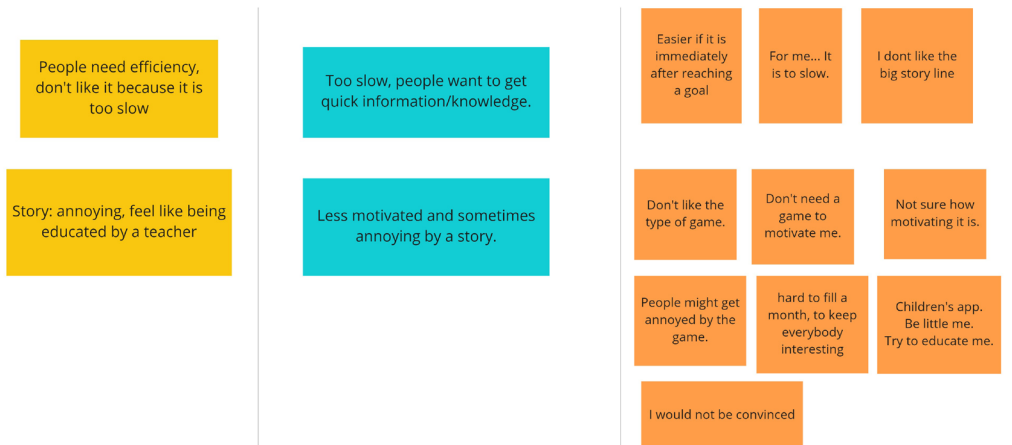 People need efficiency,
don't like it because it is
too slow
Story: annoying, feel like being
educated by a teacher
Too slow, people want to get
quick information/knowledge.
Less motivated and sometimes
annoying by a story.
Easier if it is
immediately
after reaching
a goal
For me... It
is to slow.
I dont like the
big story line
Don't like the
type of game.
Don't need a
game to
motivate me.
Not sure how
motivating it is.
People might get
annoyed by the
game.
hard to fill a
month, to keep
everybody
interesting
Children's app.
Be little me.
Try to educate me.
I would not be convinced